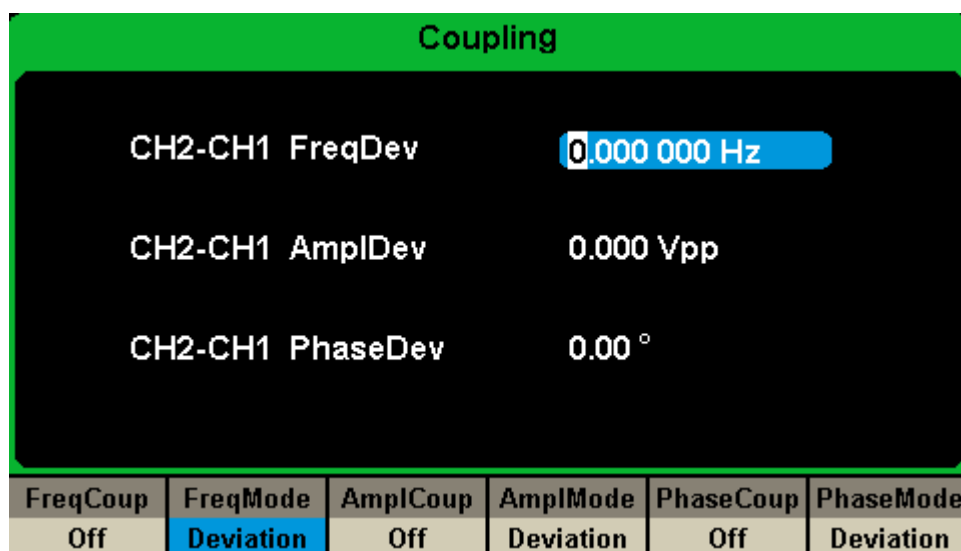 Coupling
CH2-CH1 FreqDev 0.000 000 Hz
CH2-CH1 AmplDev 0.000 Vpp
CH2-CH1 PhaseDev 0.00 °
FreqCoup FreqMode AmplCoup AmplMode PhaseCoup PhaseMode
Off Deviation Off Deviation Off Deviation